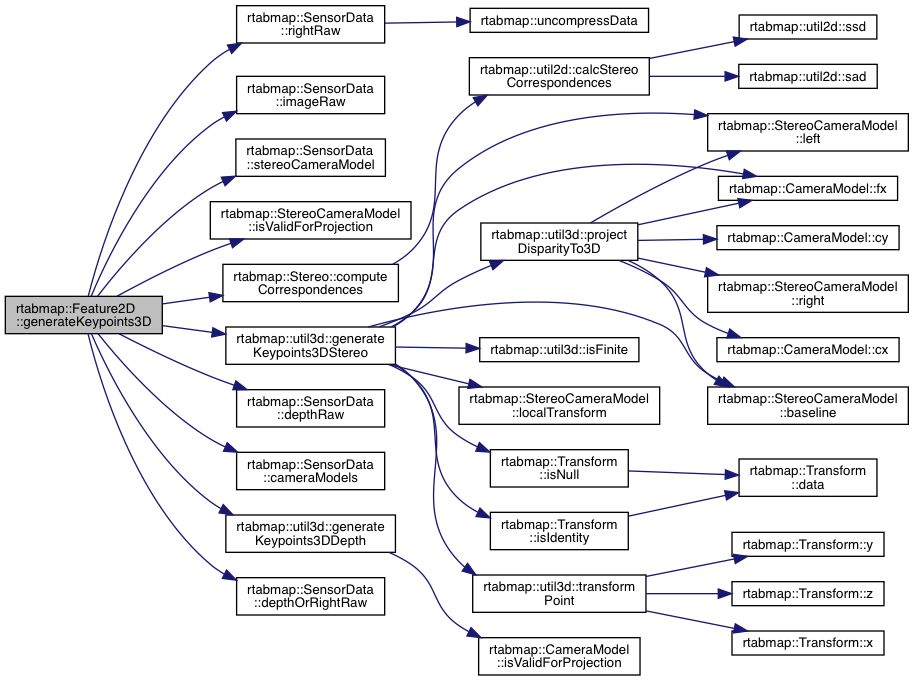 rtabmap::Feature2D
::generateKeypoints3D
rtabmap::SensorData
::rightRaw
rtabmap::SensorData
::imageRaw
rtabmap::SensorData
::stereoCameraModel
rtabmap::StereoCameraModel
::isValidForProjection
rtabmap::Stereo::compute
Correspondences
rtabmap::util3d::generate
Keypoints3DStereo
rtabmap::SensorData
::depthRaw
rtabmap::SensorData
::cameraModels
rtabmap::util3d::generate
Keypoints3DDepth
rtabmap::SensorData
::depthOrRightRaw
rtabmap::uncompressData
rtabmap::util2d::calcStereo
Correspondences
rtabmap::util3d::project
DisparityTo3D
rtabmap::util3d::isFinite
rtabmap::StereoCameraModel
::localTransform
rtabmap::Transform
::isNull
rtabmap::Transform
::isIdentity
rtabmap::util3d::transform
Point
rtabmap::CameraModel
::isValidForProjection
rtabmap::util2d::ssd
rtabmap::util2d::sad
rtabmap::StereoCameraModel
::left
rtabmap::CameraModel::fx
rtabmap::CameraModel::cy
rtabmap::StereoCameraModel
::right
rtabmap::CameraModel::cx
rtabmap::StereoCameraModel
::baseline
rtabmap::Transform
::data
rtabmap::Transform::y
rtabmap::Transform::z
rtabmap::Transform::x